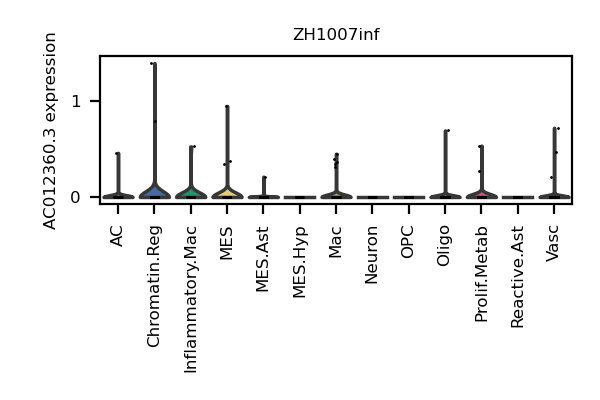 ZH1007inf
AC012360.3 expression
1
0
AC
Chromatin.Reg
Inflammatory.Mac
MES
MES.Ast
MES.Hyp
Mac
Neuron
OPC
Oligo
Prolif.Metab
Reactive.Ast
Vasc